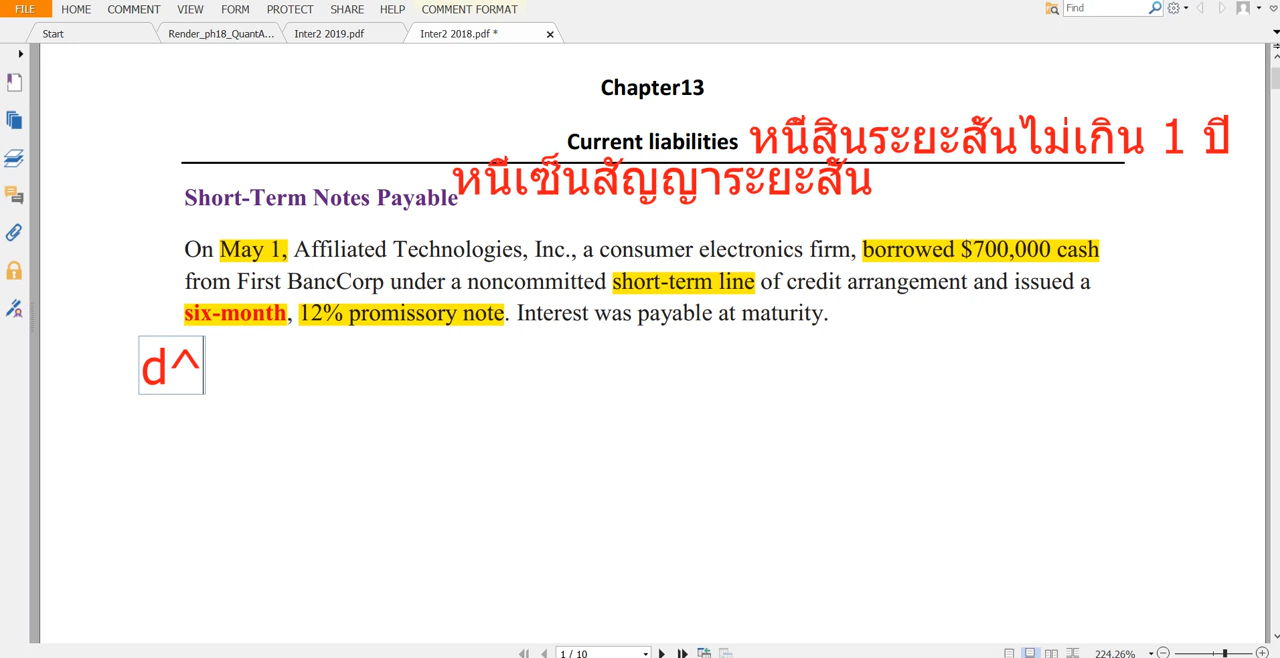 FILE HOME COMMENT VIEW FORM PROTECT SHARE HELP COMMENT FORMAT Find
Start Render_ph18_QuantA... Inter2 2019.pdf Inter2 2018.pdf *
Chapter13
Current liabilities หนี้สินระยะสั้นไม่เกิน 1 ปี
Short-Term Notes Payable หนี้เซ็นสัญญาระยะสั้น
On May 1, Affiliated Technologies, Inc., a consumer electronics firm, borrowed $700,000 cash
from First BancCorp under a noncommitted short-term line of credit arrangement and issued a
six-month, 12% promissory note. Interest was payable at maturity.
d^
1 / 10 224.26%